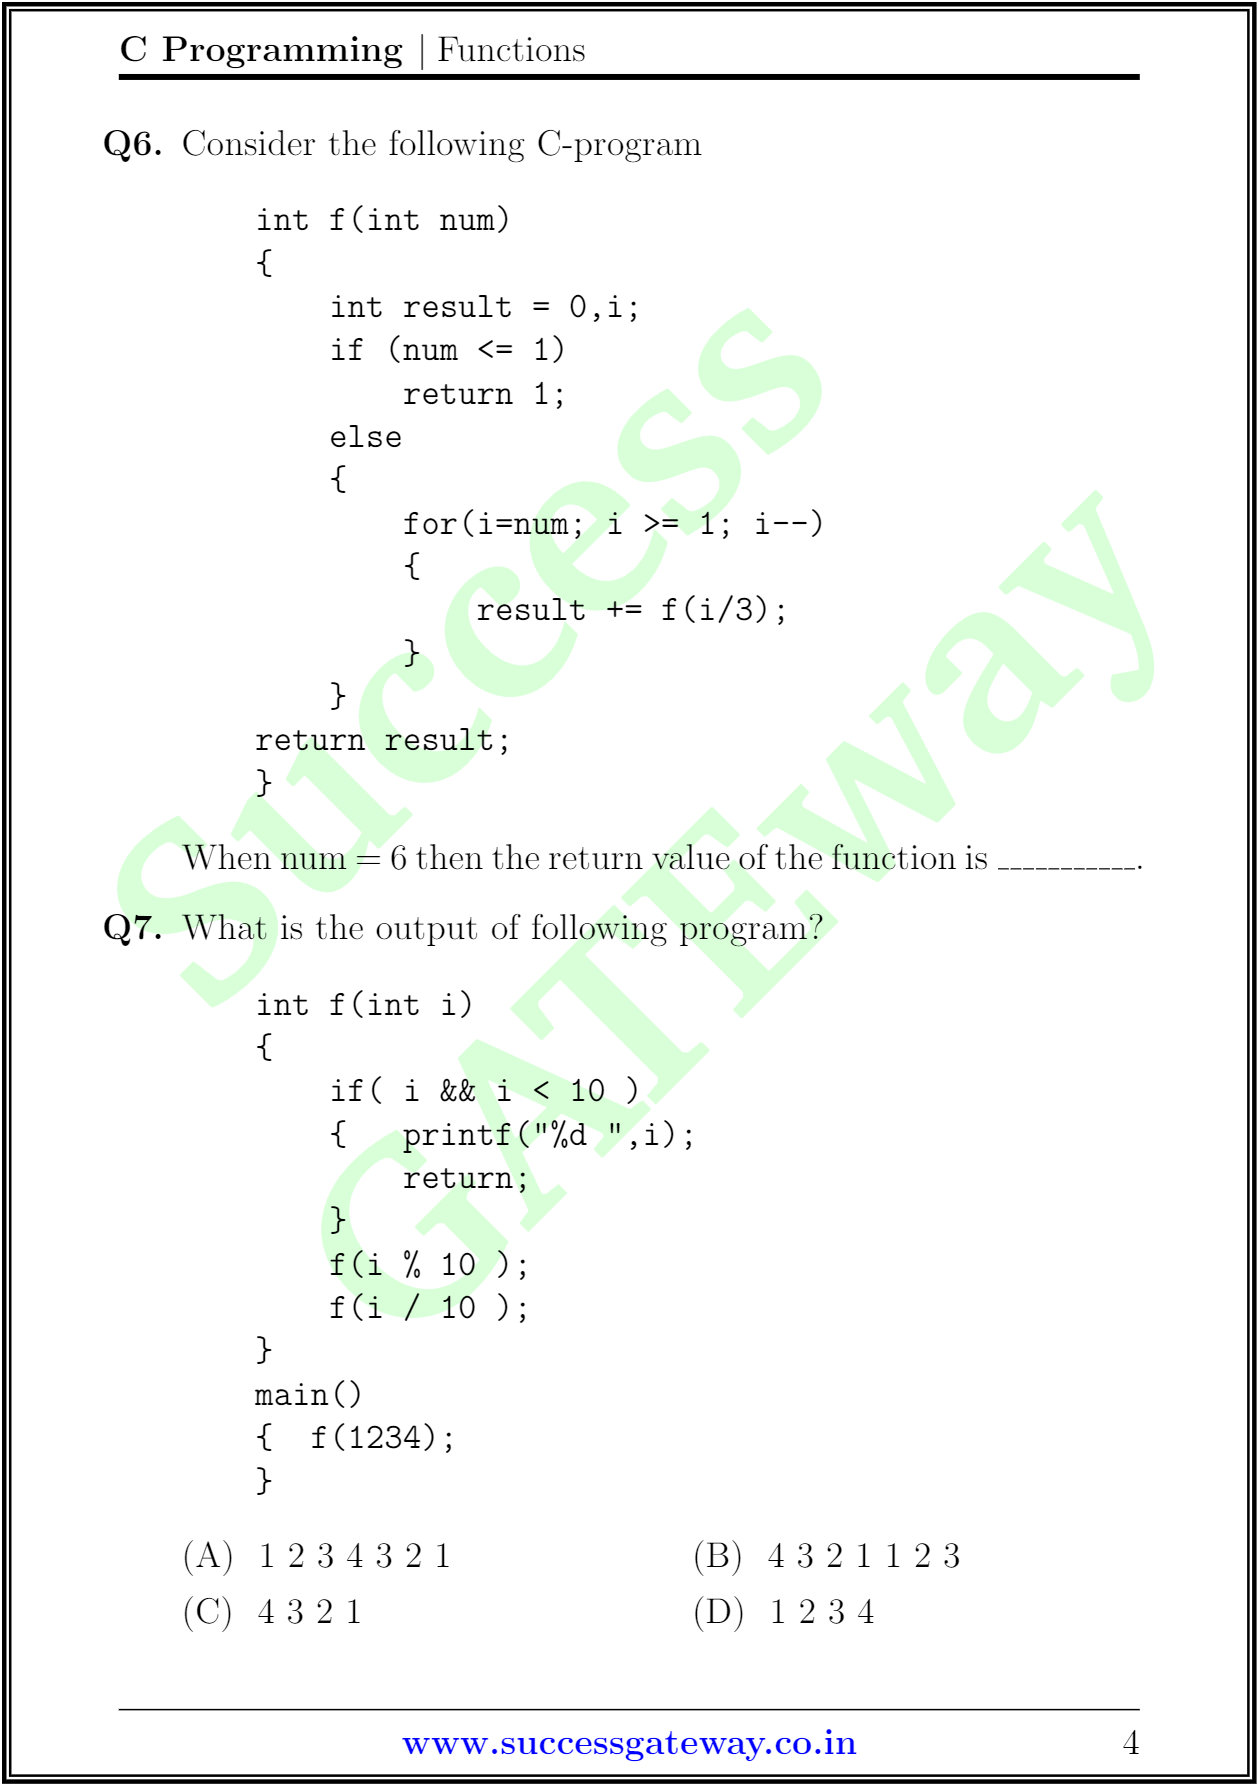 C Programming | Functions
Q6. Consider the following C-program
int f(int num)
{
    int result = 0,i;
    if (num <= 1)
        return 1;
    else
    {
        for(i=num; i >= 1; i--)
        {
            result += f(i/3);
        }
    }
return result;
}
When num = 6 then the return value of the function is ___________.
Q7. What is the output of following program?
int f(int i)
{
    if( i && i < 10 )
    {   printf("%d ",i);
        return;
    }
    f(i % 10 );
    f(i / 10 );
}
main()
{  f(1234);
}
(A) 1 2 3 4 3 2 1 (B) 4 3 2 1 1 2 3
(C) 4 3 2 1 (D) 1 2 3 4
www.successgateway.co.in 4
Success
GATEway